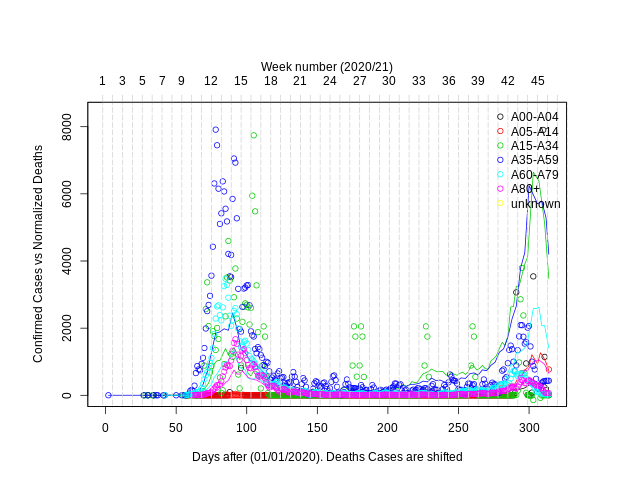 Week number (2020/21)
1 3 5 7 9 12 15 18 21 24 27 30 33 36 39 42 45
Confirmed Cases vs Normalized Deaths
8000
6000
4000
2000
0
A00-A04
A05-A14
A15-A34
A35-A59
A60-A79
A80+
unknown
0 50 100 150 200 250 300
Days after (01/01/2020). Deaths Cases are shifted